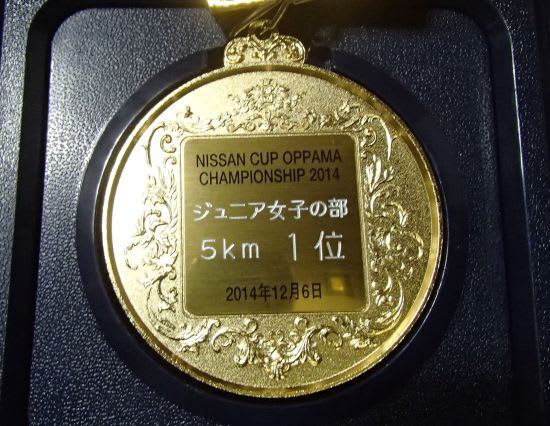 NISSAN CUP OPPAMA
CHAMPIONSHIP 2014
ジュニア女子の部
5km 1位
2014年12月6日